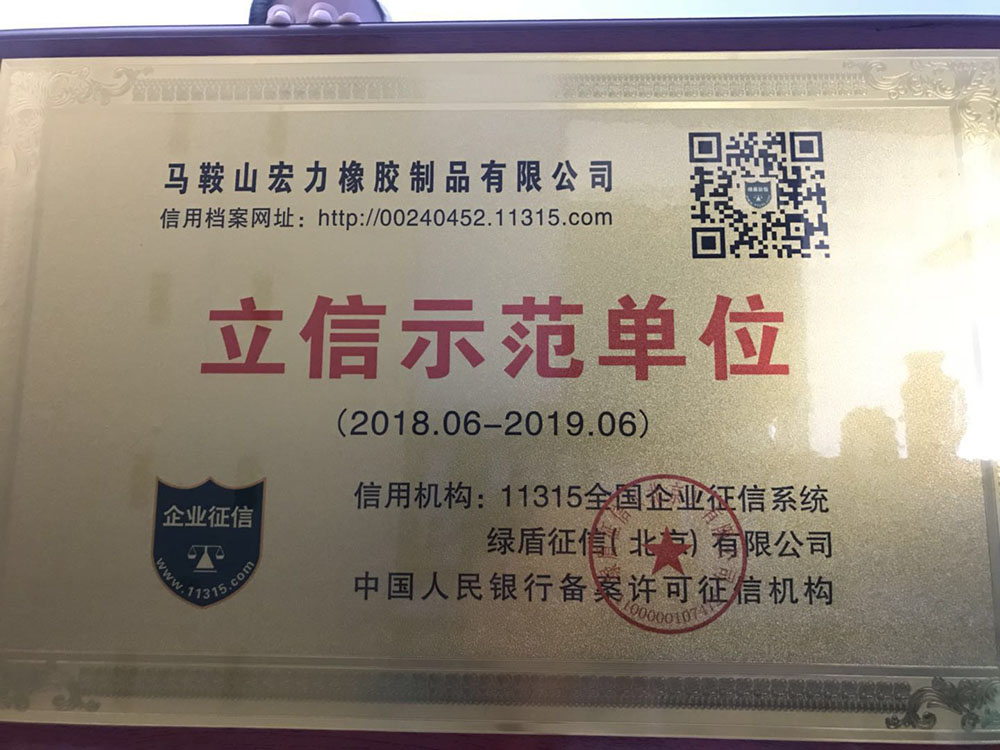 马鞍山宏力橡胶制品有限公司
信用档案网址：http://00240452.11315.com
绿盾征信
立信示范单位
（2018.06-2019.06）
企业征信
www.11315.com
信用机构：11315全国企业征信系统
绿盾征信（北京）有限公司
中国人民银行备案许可征信机构